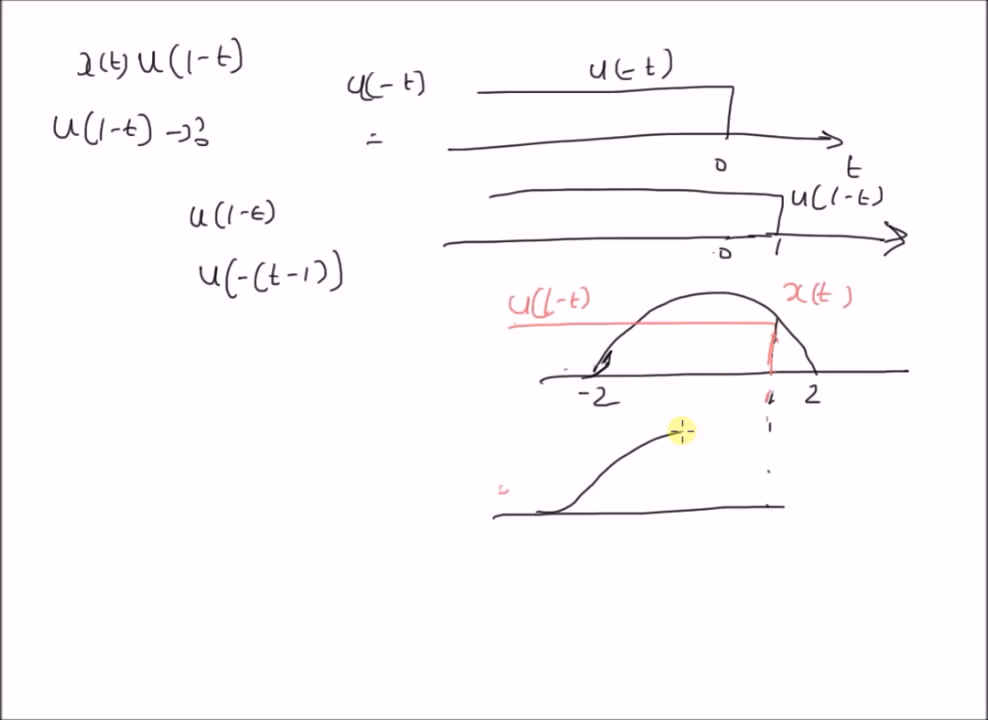 x(t) u(1-t)
u(-t)
u(-t)
u(1-t) →?
=
0
t
u(1-t)
u(1-t)
0
1
u(-(t-1))
u(1-t)
x(t)
-2
1
2